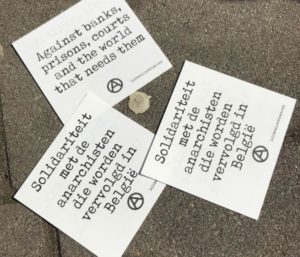 Against banks,
prisons, courts
and the world
that needs them
Solidariteit
met de
anarchisten
die worden
vervolgd in
België
Solidariteit
met de
anarchisten
die worden
vervolgd in
België